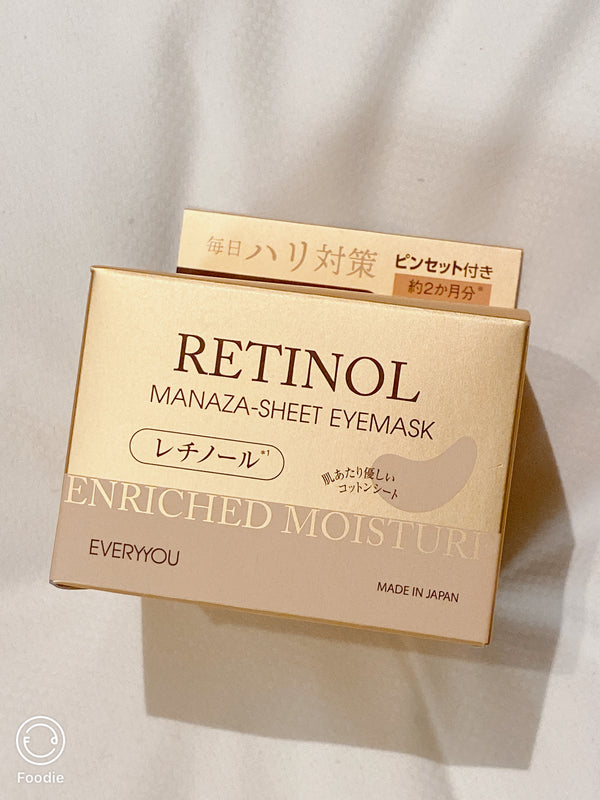 毎日ハリ対策
ピンセット付き
約2か月分※
RETINOL
MANAZA-SHEET EYEMASK
レチノール※1
肌あたり優しい
コットンシート
ENRICHED MOISTURE
EVERYYOU
MADE IN JAPAN
Foodie